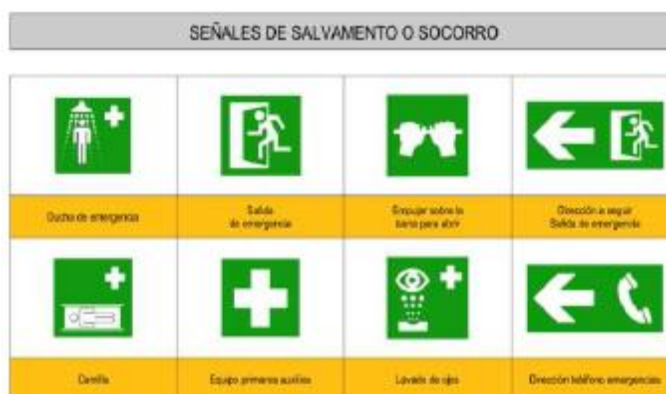 SEÑALES DE SALVAMENTO O SOCORRO
Ducha de emergencia
Salida
de emergencia
Empujar sobre la
barra para abrir
Dirección a seguir
Salida de emergencia
Camilla
Equipo primeros auxilios
Lavado de ojos
Dirección teléfono emergencias